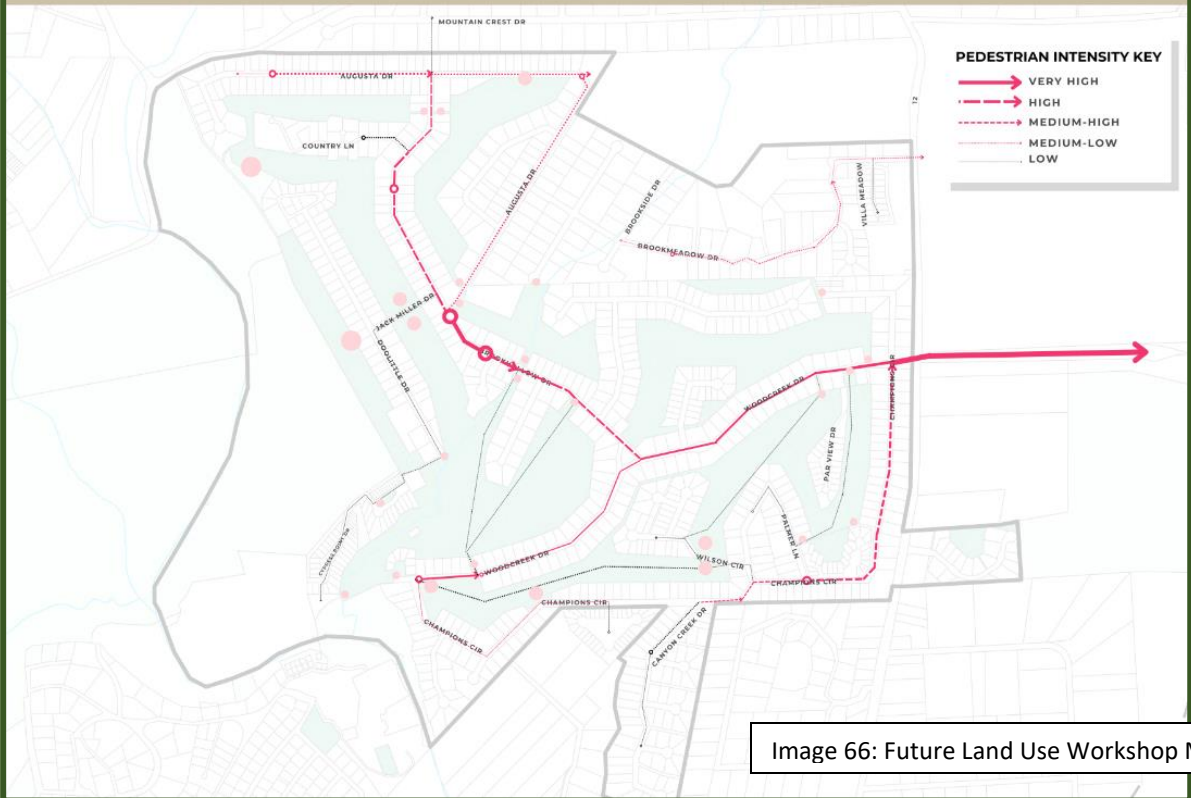 MOUNTAIN CREST DR
PEDESTRIAN INTENSITY KEY
VERY HIGH
HIGH
MEDIUM-HIGH
MEDIUM-LOW
LOW
AUGUSTA DR
12
COUNTRY LN
AUGUSTA DR
BROOKSIDE DR
VILLA MEADOW
BROOKMEADOW DR
JACK MILLER DR
DOOLITTLE DR
WOODCREEK DR
PAR VIEW DR
PALMER LN
CYPRESS POINT DR
WOODCREEK DR
WILSON CIR
CHAMPIONS CIR
CHAMPIONS CIR
CHAMPIONS CIR
CANYON CREEK DR
Image 66: Future Land Use Workshop